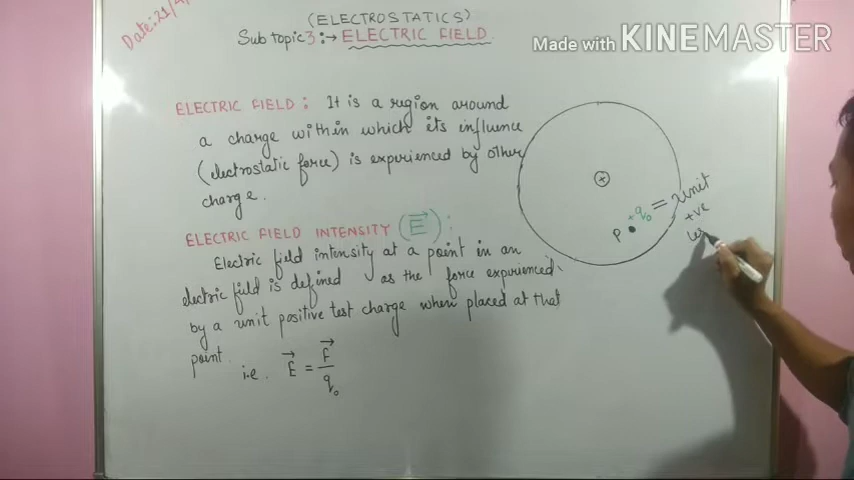 Date: 21/4/
(ELECTROSTATICS)
Sub topic 3 :→ ELECTRIC FIELD
Made with KINEMASTER
ELECTRIC FIELD : It is a region around
a charge within which its influence
(electrostatic force) is experienced by other
charge.
+
P +q₀ = unit
+ve
tes
ELECTRIC FIELD INTENSITY (E⃗) :
Electric field intensity at a point in an
electric field is defined as the force experienced
by a unit positive test charge when placed at that
point.
i.e. E⃗ = F⃗/q₀